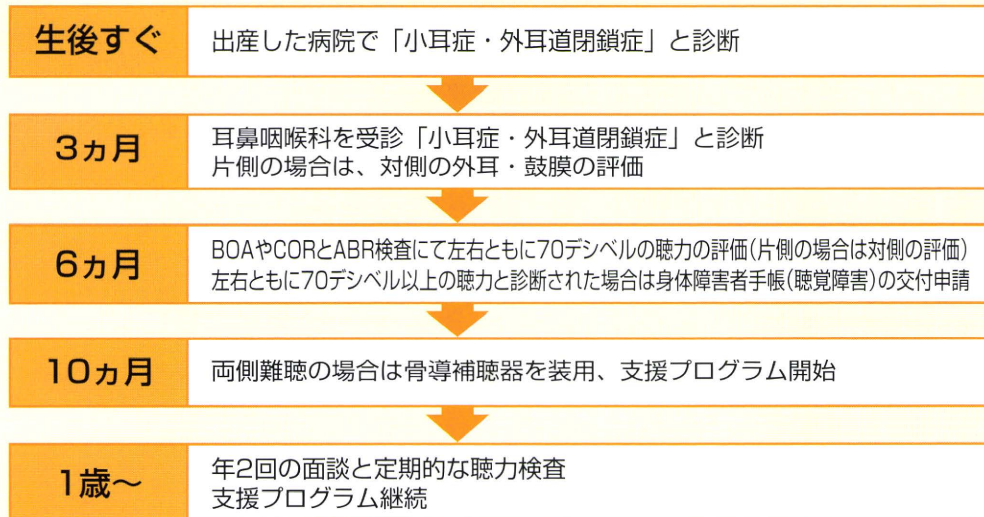 生後すぐ
出産した病院で「小耳症・外耳道閉鎖症」と診断
3ヵ月
耳鼻咽喉科を受診「小耳症・外耳道閉鎖症」と診断
片側の場合は、対側の外耳・鼓膜の評価
6ヵ月
BOAやCORとABR検査にて左右ともに70デシベルの聴力の評価(片側の場合は対側の評価)
左右ともに70デシベル以上の聴力と診断された場合は身体障害者手帳(聴覚障害)の交付申請
10ヵ月
両側難聴の場合は骨導補聴器を装用、支援プログラム開始
1歳〜
年2回の面談と定期的な聴力検査
支援プログラム継続